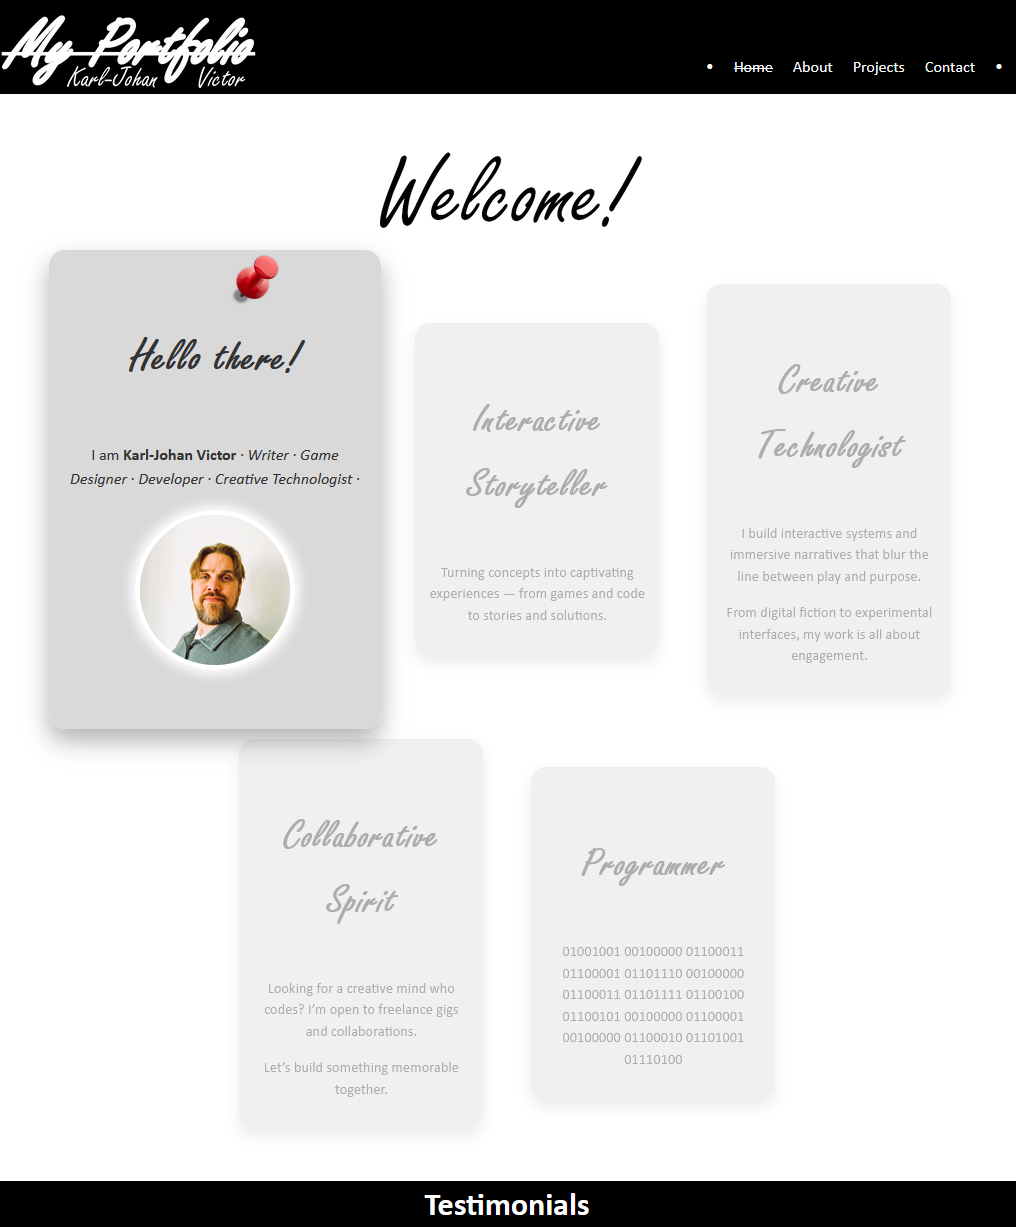 My Portfolio
Karl-Johan Victor
• Home About Projects Contact •
Welcome!
Hello there!
I am Karl-Johan Victor · Writer · Game
Designer · Developer · Creative Technologist ·
Interactive
Storyteller
Turning concepts into captivating
experiences — from games and code
to stories and solutions.
Creative
Technologist
I build interactive systems and
immersive narratives that blur the
line between play and purpose.
From digital fiction to experimental
interfaces, my work is all about
engagement.
Collaborative
Spirit
Looking for a creative mind who
codes? I’m open to freelance gigs
and collaborations.
Let’s build something memorable
together.
Programmer
01001001 00100000 01100011
01100001 01101110 00100000
01100011 01101111 01100100
01100101 00100000 01100001
00100000 01100010 01101001
01110100
Testimonials